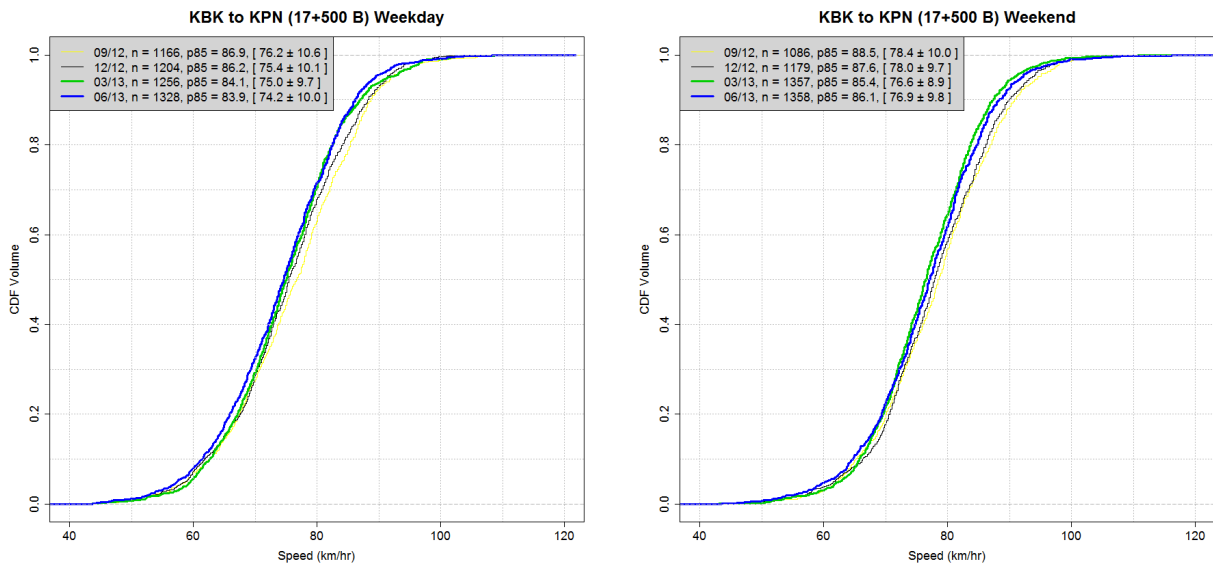 KBK to KPN (17+500 B) Weekday
09/12, n = 1166, p85 = 86.9, [ 76.2 ± 10.6 ]
12/12, n = 1204, p85 = 86.2, [ 75.4 ± 10.1 ]
03/13, n = 1256, p85 = 84.1, [ 75.0 ± 9.7 ]
06/13, n = 1328, p85 = 83.9, [ 74.2 ± 10.0 ]
CDF Volume
1.0
0.8
0.6
0.4
0.2
0.0
40 60 80 100 120
Speed (km/hr)
KBK to KPN (17+500 B) Weekend
09/12, n = 1086, p85 = 88.5, [ 78.4 ± 10.0 ]
12/12, n = 1179, p85 = 87.6, [ 78.0 ± 9.7 ]
03/13, n = 1357, p85 = 85.4, [ 76.6 ± 8.9 ]
06/13, n = 1358, p85 = 86.1, [ 76.9 ± 9.8 ]
CDF Volume
1.0
0.8
0.6
0.4
0.2
0.0
40 60 80 100 120
Speed (km/hr)